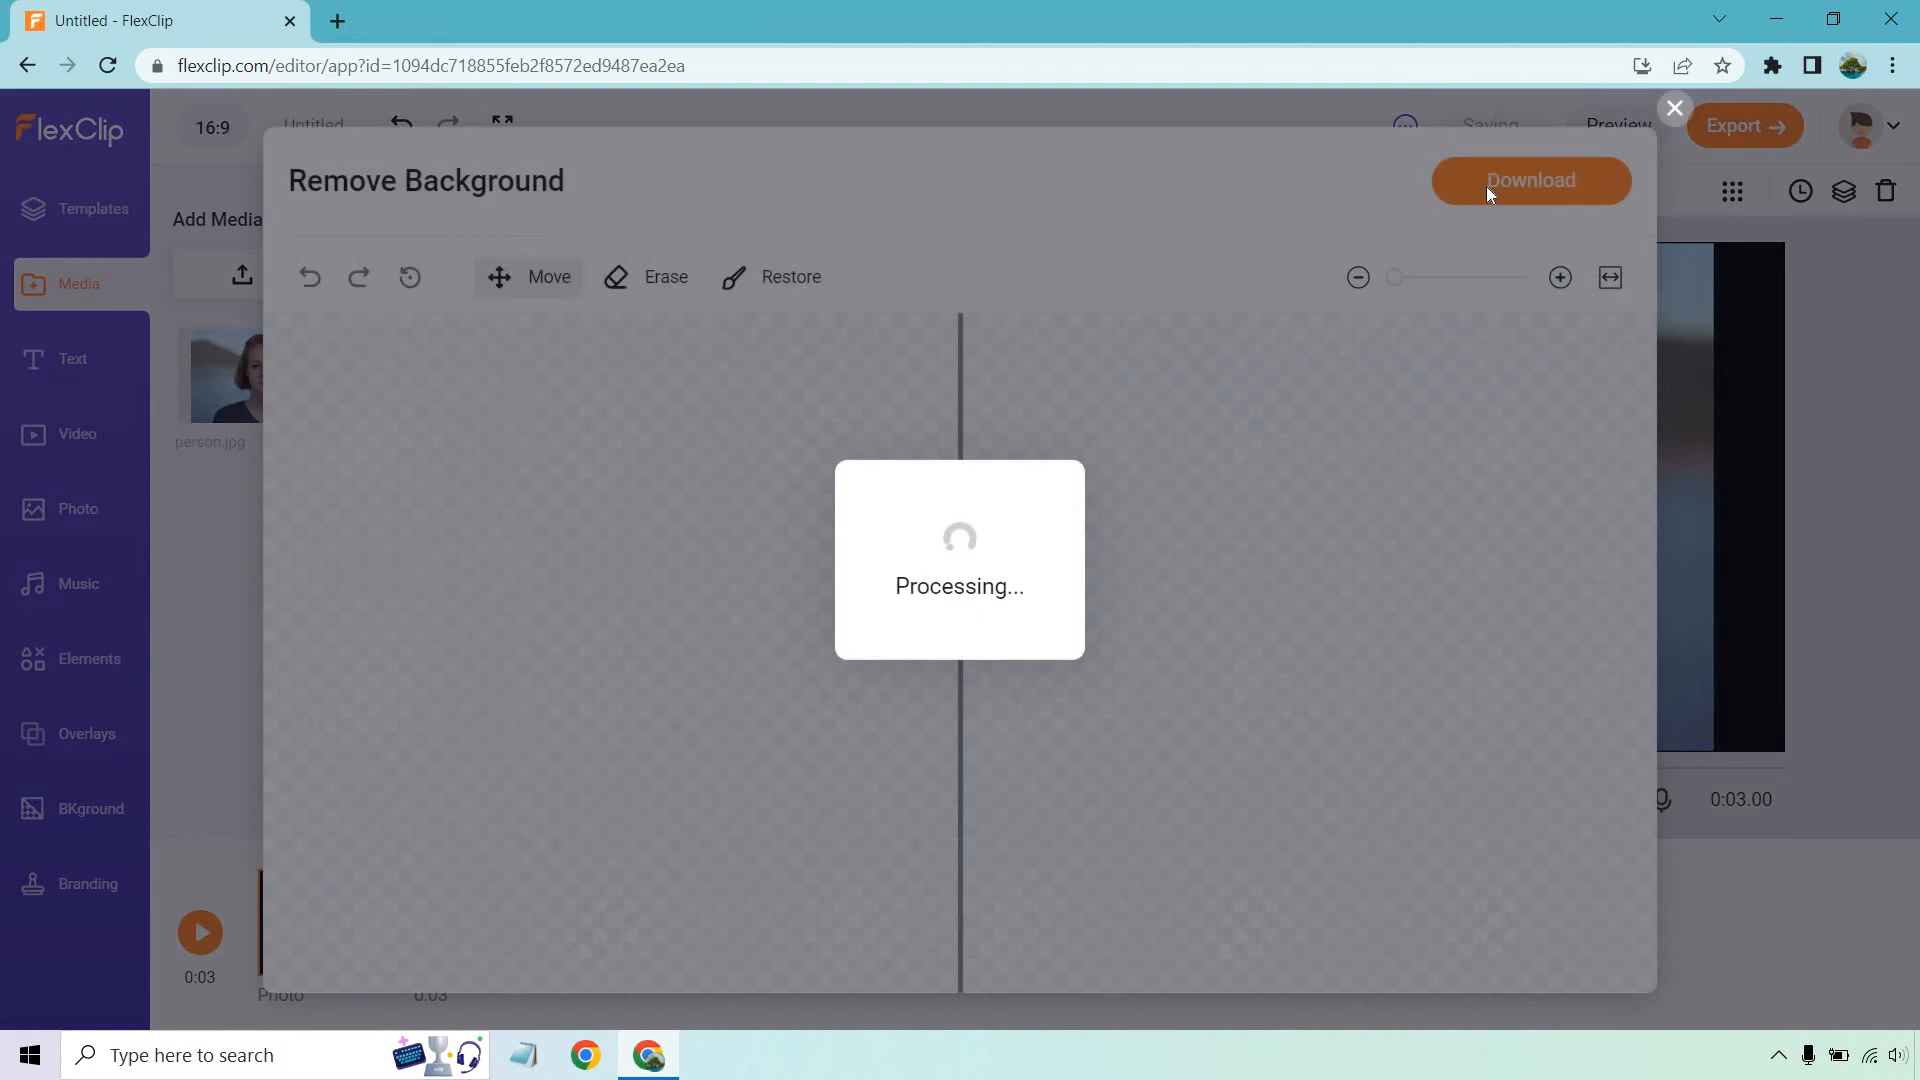 Untitled - FlexClip
flexclip.com/editor/app?id=1094dc718855feb2f8572ed9487ea2ea
FlexClip
16:9
Untitled
Saving
Preview
Export
Remove Background
Download
Templates
Add Media
Move
Erase
Restore
Media
Text
person.jpg
Video
Photo
Processing...
Music
Elements
Overlays
BKground
0:03.00
Branding
0:03
Photo
0:03
Type here to search